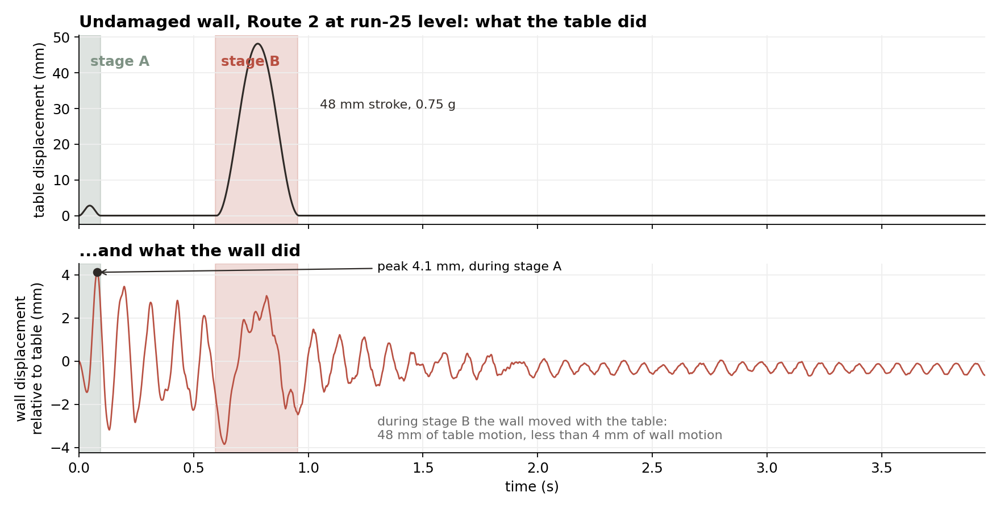 Undamaged wall, Route 2 at run-25 level: what the table did
table displacement (mm)
50
40
30
20
10
0
stage A
stage B
48 mm stroke, 0.75 g
...and what the wall did
wall displacement
relative to table (mm)
4
2
0
−2
−4
peak 4.1 mm, during stage A
during stage B the wall moved with the table:
48 mm of table motion, less than 4 mm of wall motion
0.0 0.5 1.0 1.5 2.0 2.5 3.0 3.5
time (s)